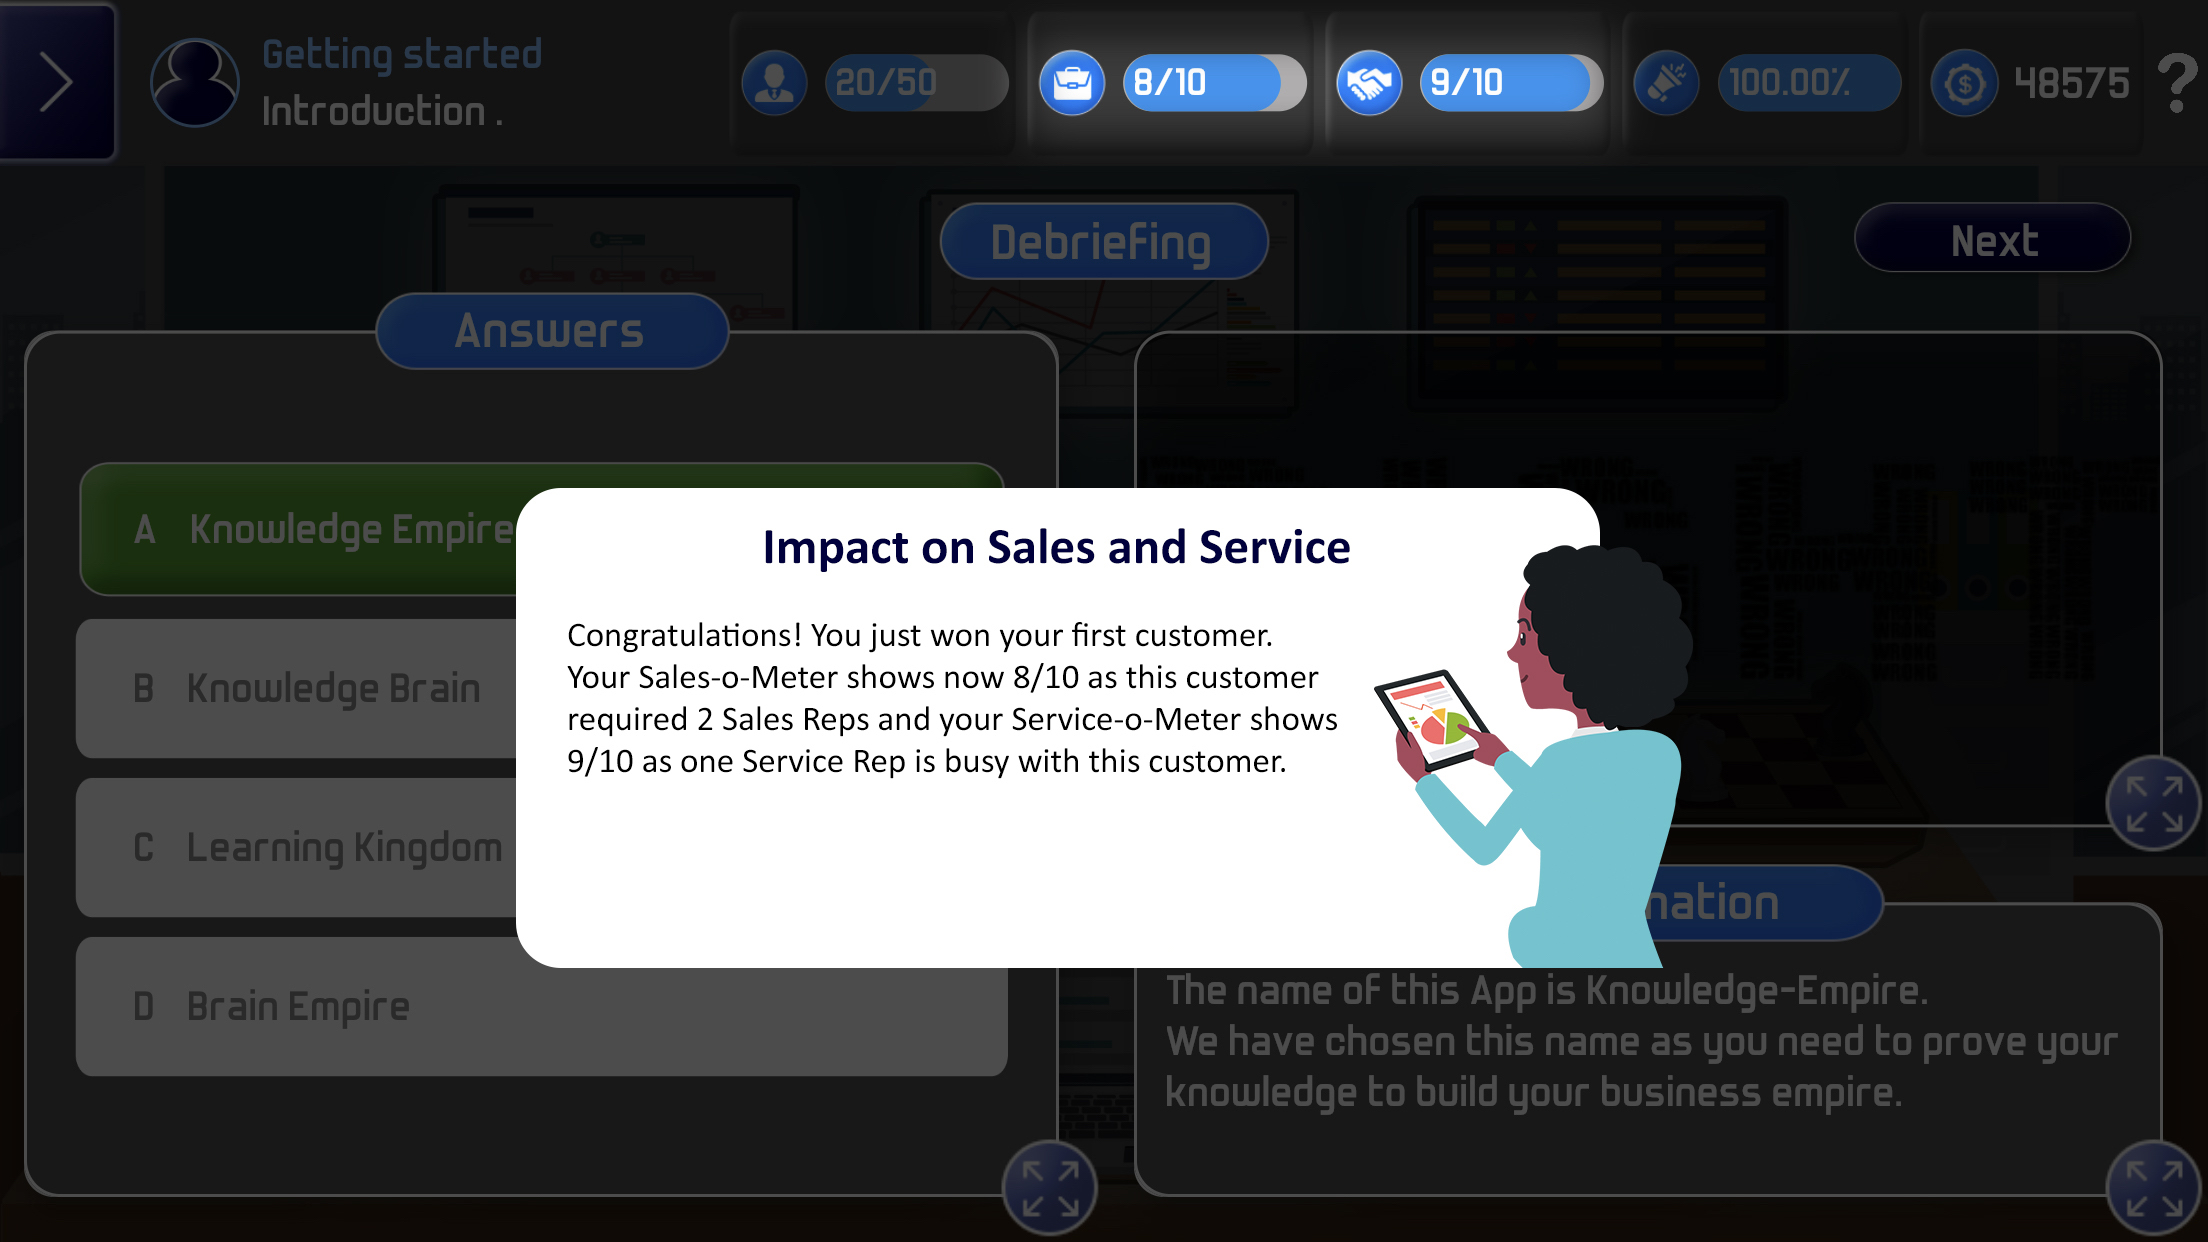 Getting started
Introduction .
20/50
8/10
9/10
100.00%
48575
?
Debriefing
Next
Answers
A Knowledge Empire
B Knowledge Brain
C Learning Kingdom
D Brain Empire
Impact on Sales and Service
Congratulations! You just won your first customer.
Your Sales-o-Meter shows now 8/10 as this customer
required 2 Sales Reps and your Service-o-Meter shows
9/10 as one Service Rep is busy with this customer.
nation
The name of this App is Knowledge-Empire.
We have chosen this name as you need to prove your
knowledge to build your business empire.